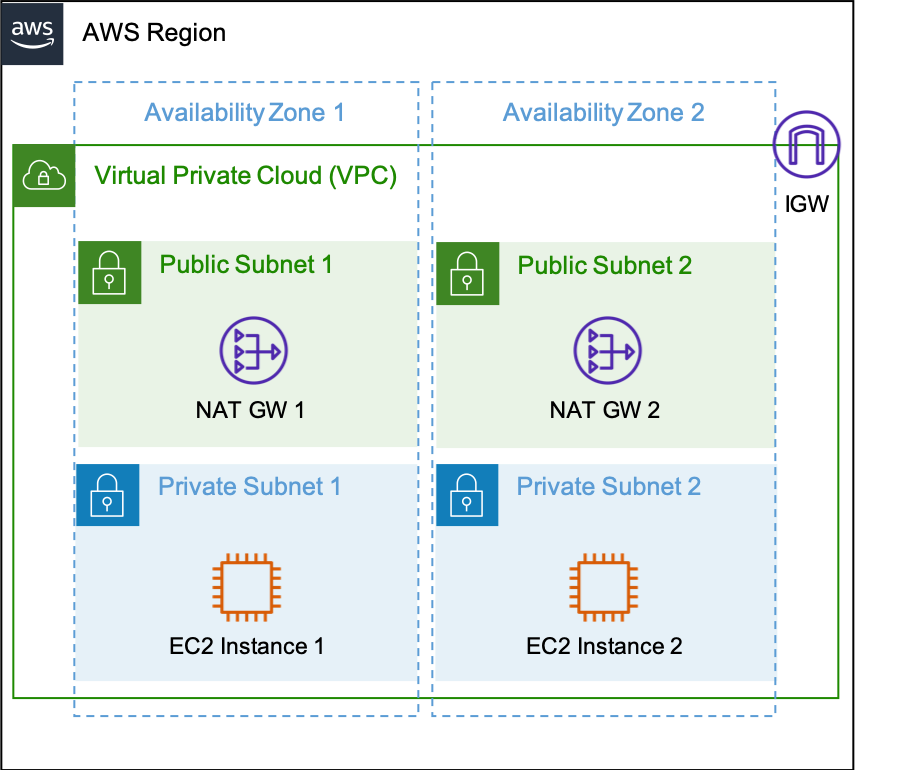 aws
AWS Region
Availability Zone 1
Availability Zone 2
Virtual Private Cloud (VPC)
IGW
Public Subnet 1
Public Subnet 2
NAT GW 1
NAT GW 2
Private Subnet 1
Private Subnet 2
EC2 Instance 1
EC2 Instance 2